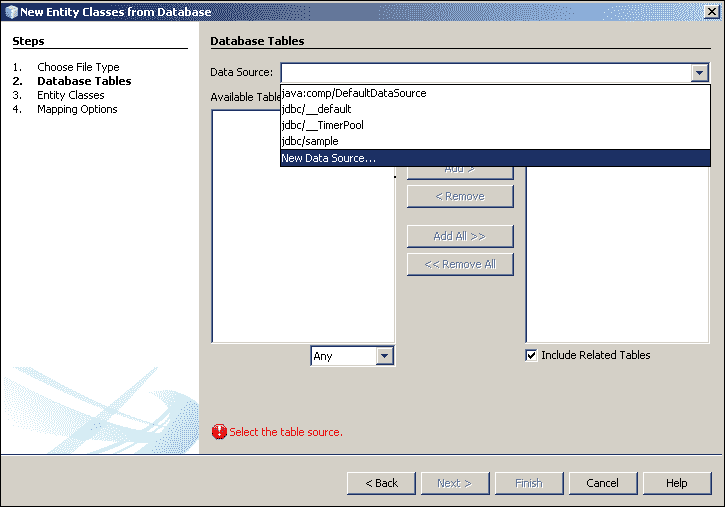 New Entity Classes from Database
Steps
1. Choose File Type
2. Database Tables
3. Entity Classes
4. Mapping Options
Database Tables
Data Source:
java:comp/DefaultDataSource
jdbc/__default
jdbc/__TimerPool
jdbc/sample
New Data Source...
Available Table
Add >
< Remove
Add All >>
<< Remove All
Any
Include Related Tables
Select the table source.
< Back
Next >
Finish
Cancel
Help